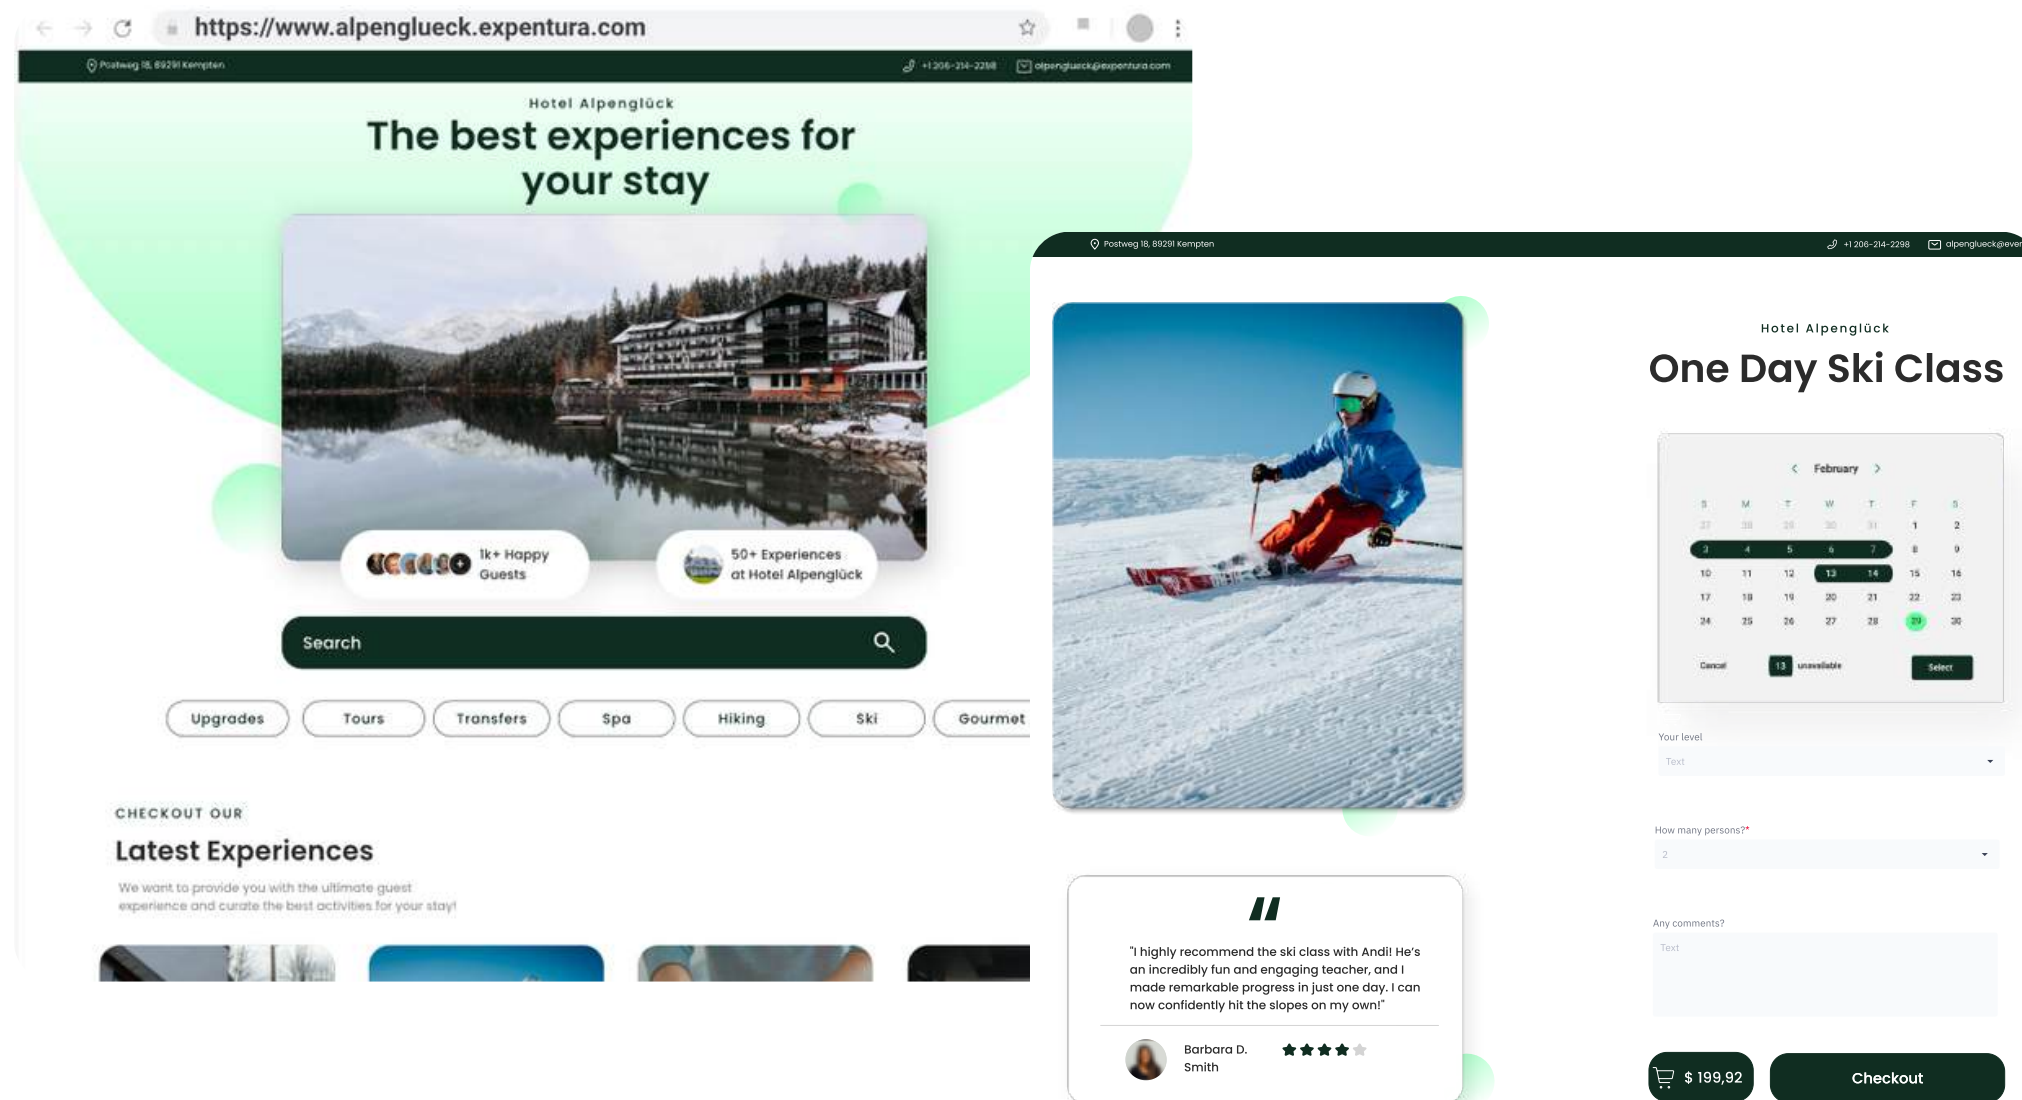 https://www.alpenglueck.expentura.com
Postweg 18, 89291 Kempten
+1 206-214-2298
alpenglueck@expentura.com
Hotel Alpenglück
The best experiences for
your stay
1k+ Happy
Guests
50+ Experiences
at Hotel Alpenglück
Search
Upgrades
Tours
Transfers
Spa
Hiking
Ski
Gourmet
CHECKOUT OUR
Latest Experiences
We want to provide you with the ultimate guest
experience and curate the best activities for your stay!
Postweg 18, 89291 Kempten
+1 206-214-2298
alpenglueck@ever
"I highly recommend the ski class with Andi! He's
an incredibly fun and engaging teacher, and I
made remarkable progress in just one day. I can
now confidently hit the slopes on my own!"
Barbara D.
Smith
Hotel Alpenglück
One Day Ski Class
< February >
S M T W T F S
27 28 29 30 31 1 2
3 4 5 6 7 8 9
10 11 12 13 14 15 16
17 18 19 20 21 22 23
24 25 26 27 28 29 30
Cancel
13 unavailable
Select
Your level
Text
How many persons?*
2
Any comments?
Text
$ 199,92
Checkout